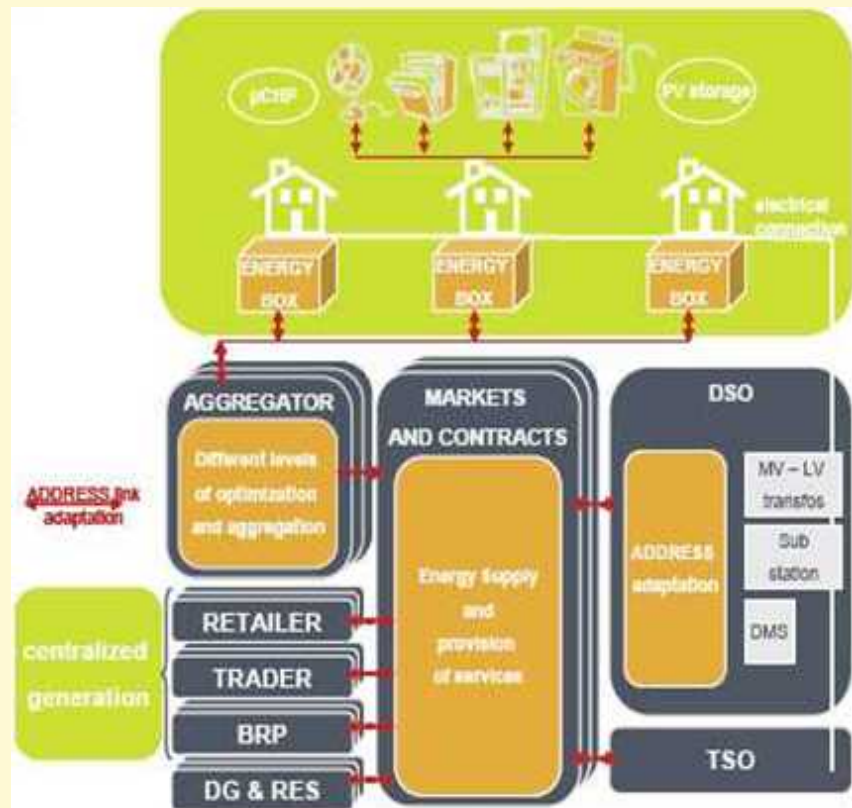 µCHP
PV storage
electrical
connection
ENERGY
BOX
ENERGY
BOX
ENERGY
BOX
AGGREGATOR
Different levels
of optimization
and aggregation
MARKETS
AND CONTRACTS
Energy Supply
and
provision
of services
DSO
ADDRESS
adaptation
MV – LV
transfos
Sub
station
DMS
ADDRESS link
adaptation
centralized
generation
RETAILER
TRADER
BRP
DG & RES
TSO